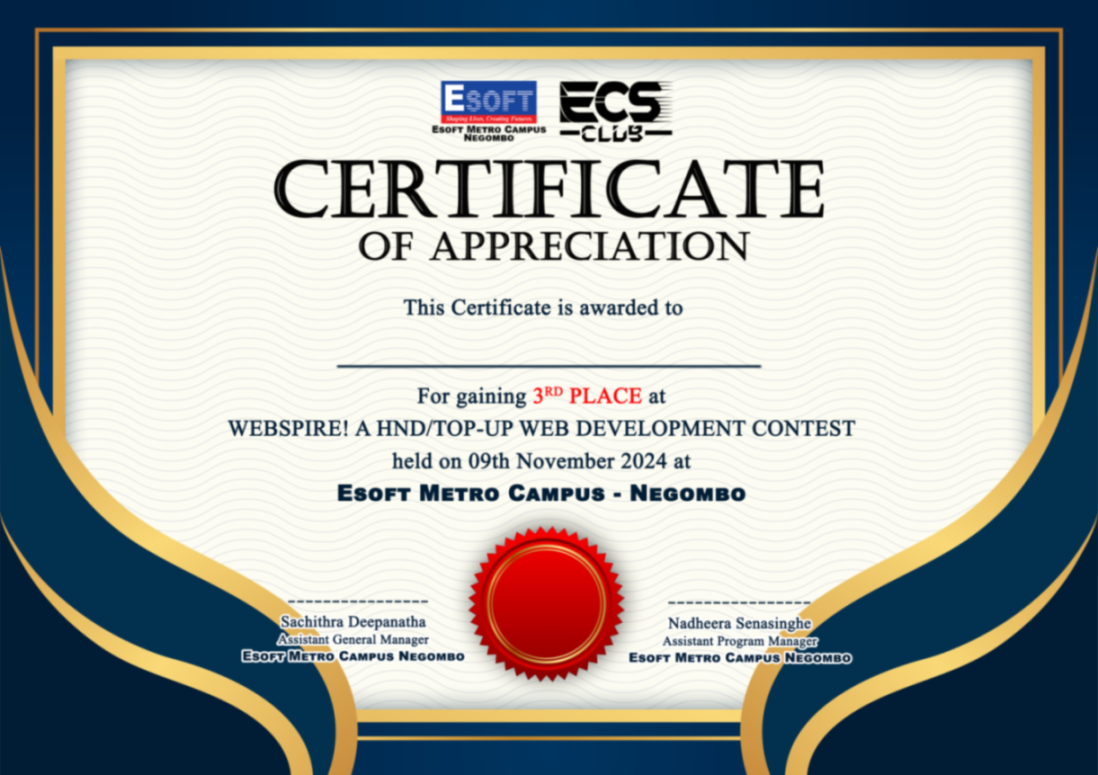 ESOFT
Shaping Lives, Creating Futures.
ESOFT METRO CAMPUS
NEGOMBO
ECS
CLUB
CERTIFICATE
OF APPRECIATION
This Certificate is awarded to
For gaining 3RD PLACE at
WEBSPIRE! A HND/TOP-UP WEB DEVELOPMENT CONTEST
held on 09th November 2024 at
ESOFT METRO CAMPUS - NEGOMBO
Sachithra Deepanatha
Assistant General Manager
ESOFT METRO CAMPUS NEGOMBO
Nadheera Senasinghe
Assistant Program Manager
ESOFT METRO CAMPUS NEGOMBO